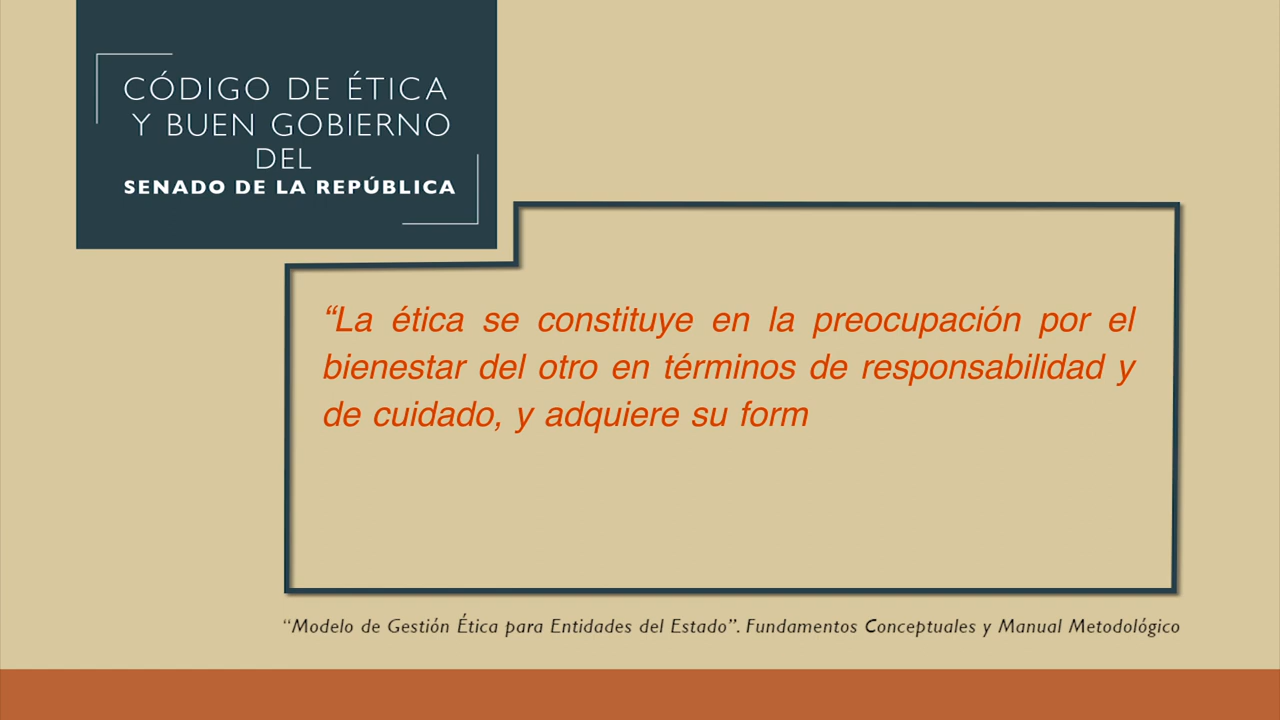 CÓDIGO DE ÉTICA
Y BUEN GOBIERNO
DEL
SENADO DE LA REPÚBLICA
“La ética se constituye en la preocupación por el
bienestar del otro en términos de responsabilidad y
de cuidado, y adquiere su form
“Modelo de Gestión Ética para Entidades del Estado”. Fundamentos Conceptuales y Manual Metodológico